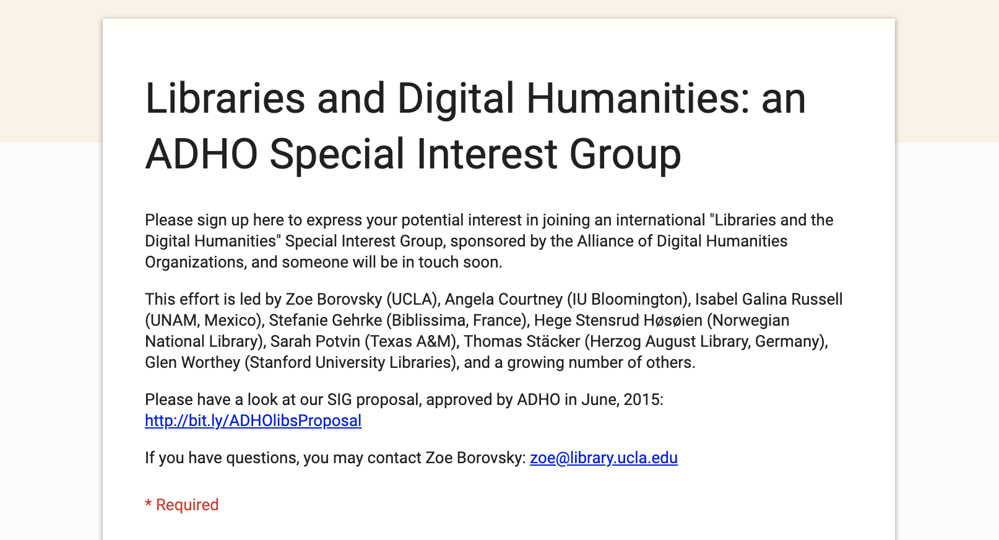 Libraries and Digital Humanities: an
ADHO Special Interest Group
Please sign up here to express your potential interest in joining an international "Libraries and the
Digital Humanities" Special Interest Group, sponsored by the Alliance of Digital Humanities
Organizations, and someone will be in touch soon.
This effort is led by Zoe Borovsky (UCLA), Angela Courtney (IU Bloomington), Isabel Galina Russell
(UNAM, Mexico), Stefanie Gehrke (Biblissima, France), Hege Stensrud Høsøien (Norwegian
National Library), Sarah Potvin (Texas A&M), Thomas Stäcker (Herzog August Library, Germany),
Glen Worthey (Stanford University Libraries), and a growing number of others.
Please have a look at our SIG proposal, approved by ADHO in June, 2015:
http://bit.ly/ADHOlibsProposal
If you have questions, you may contact Zoe Borovsky: zoe@library.ucla.edu
* Required